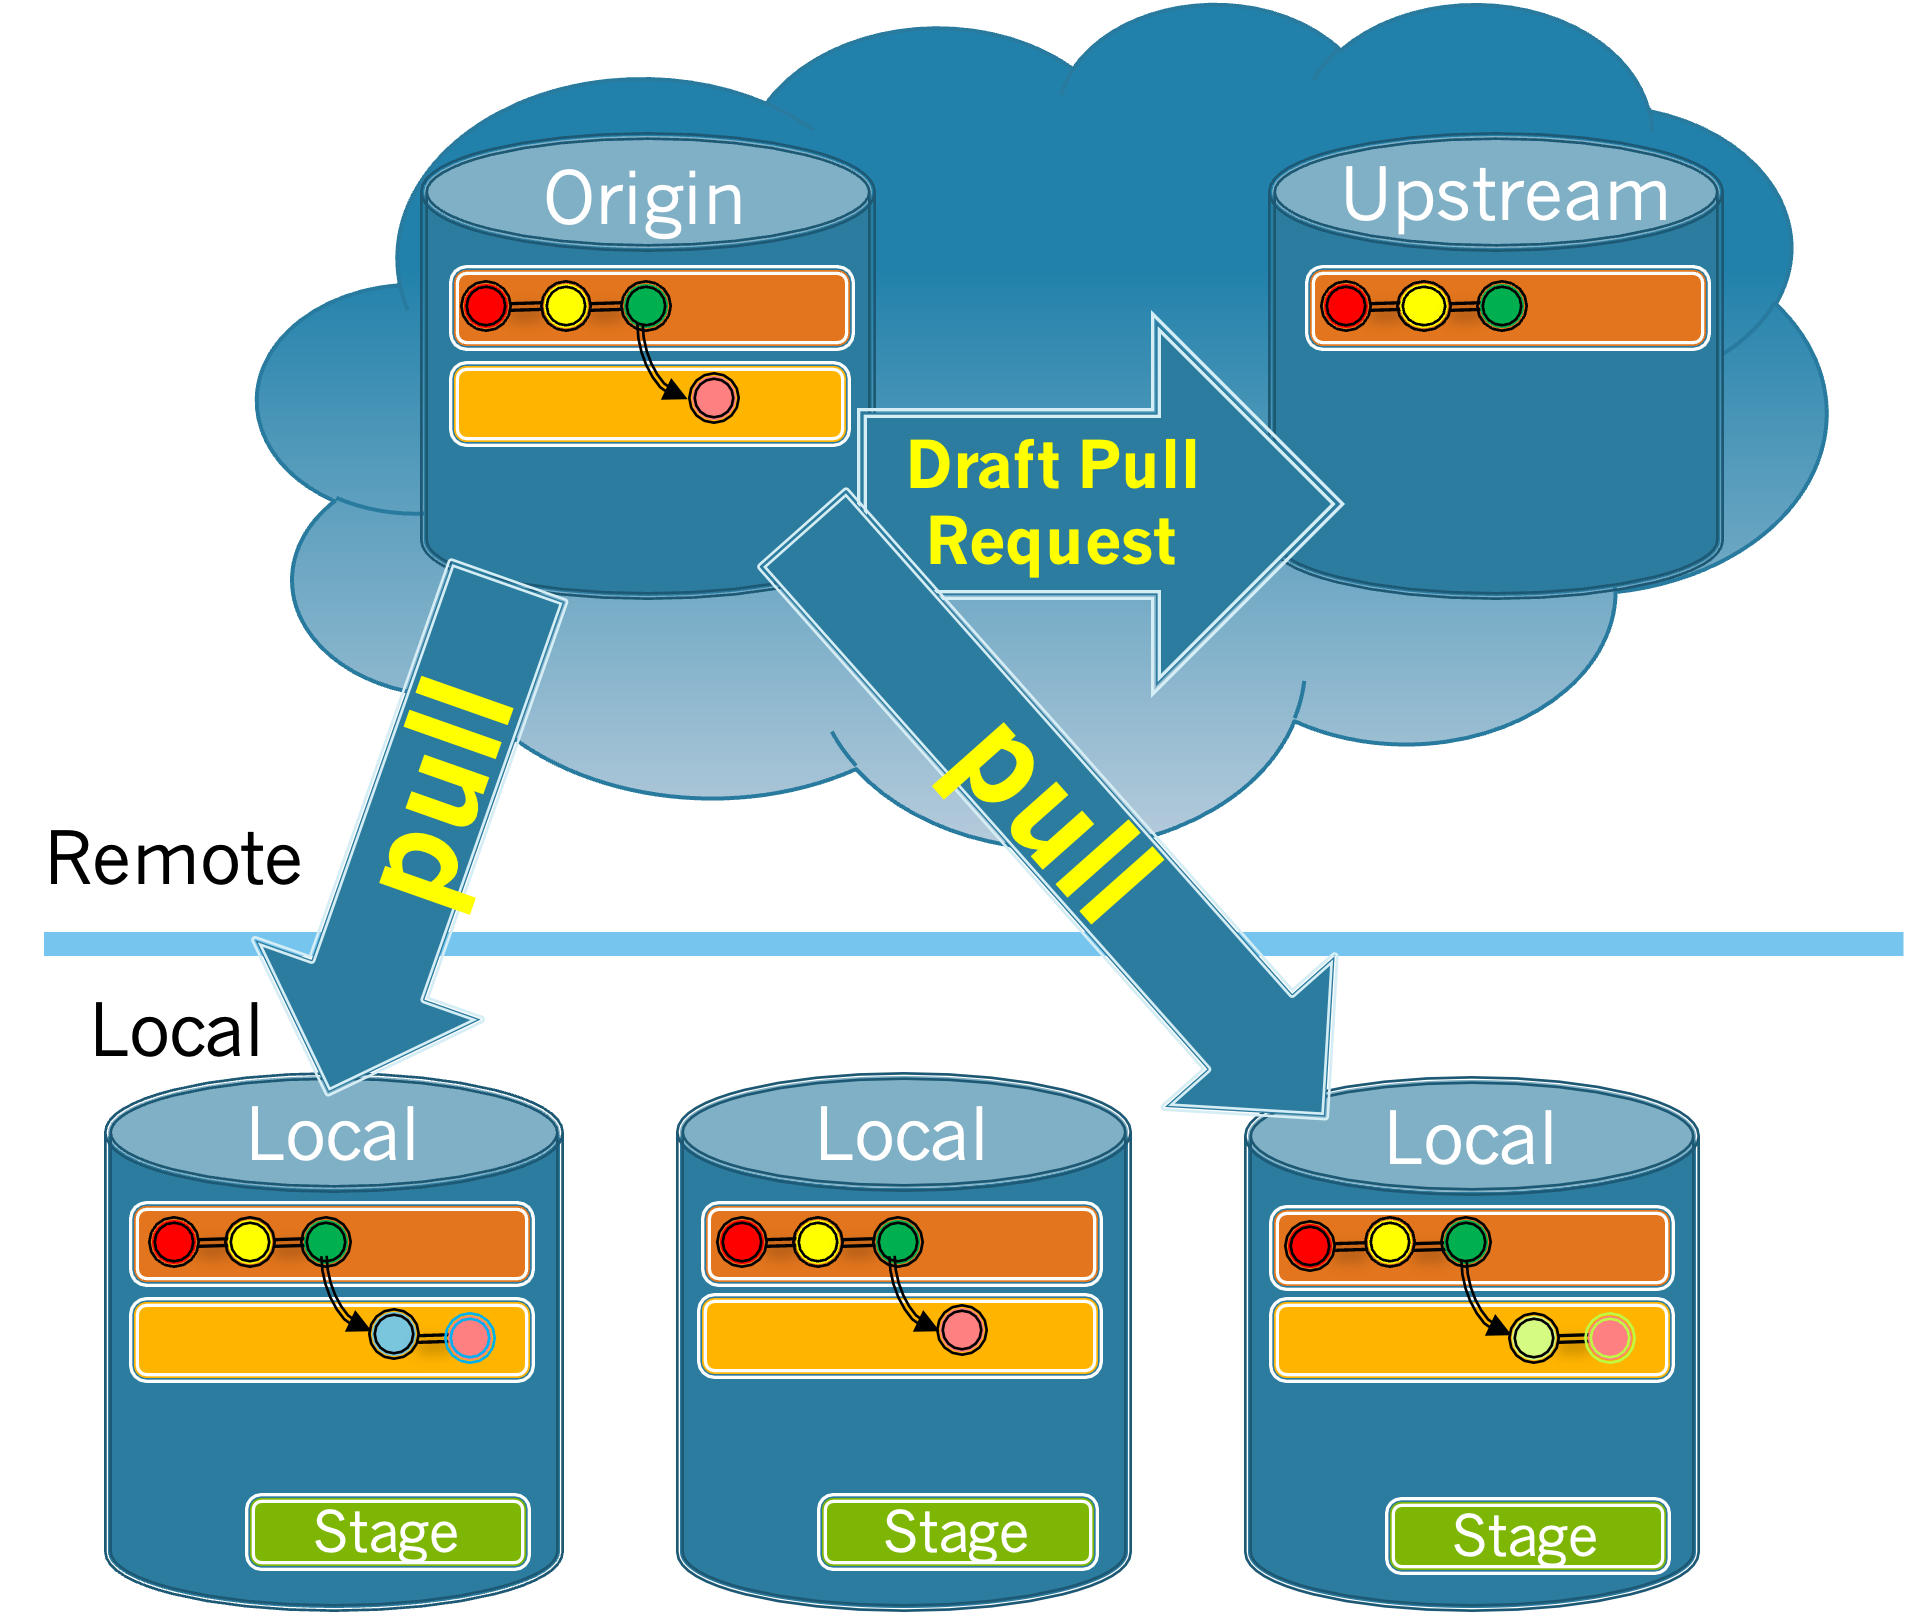 Origin
Upstream
Draft Pull
Request
pull
pull
Remote
Local
Local
Local
Local
Stage
Stage
Stage